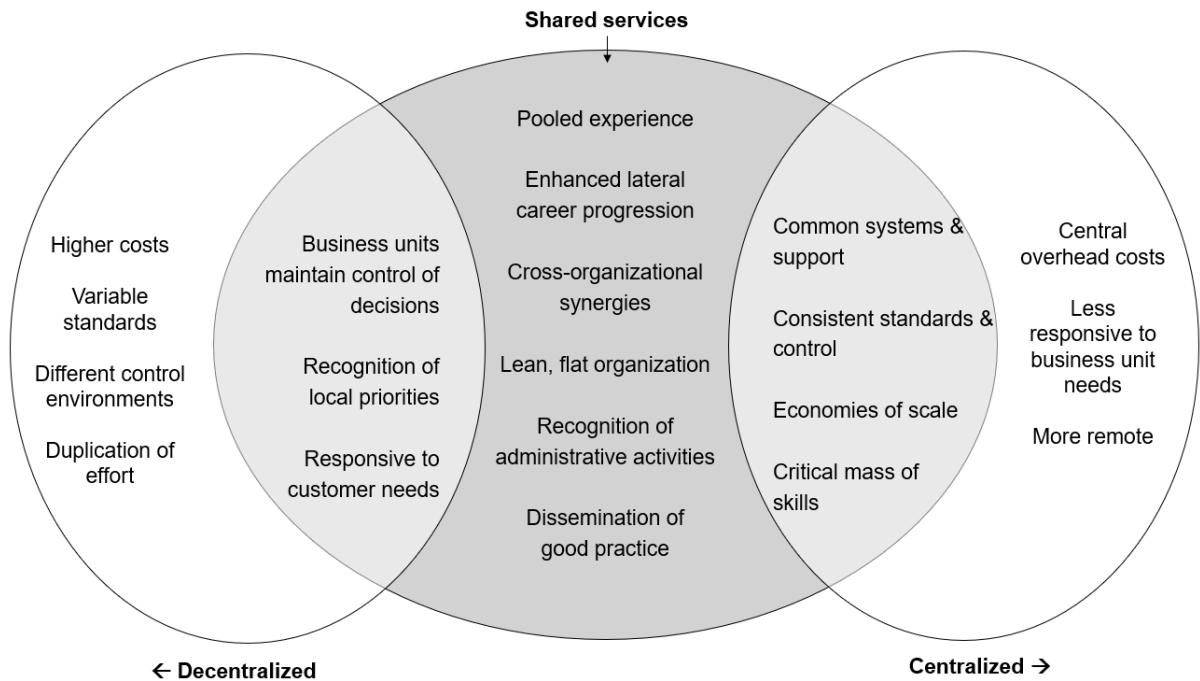 Shared services
Higher costs
Variable
standards
Different control
environments
Duplication of
effort
Business units
maintain control of
decisions
Recognition of
local priorities
Responsive to
customer needs
Pooled experience
Enhanced lateral
career progression
Cross-organizational
synergies
Lean, flat organization
Recognition of
administrative activities
Dissemination of
good practice
Common systems &
support
Consistent standards &
control
Economies of scale
Critical mass of
skills
Central
overhead costs
Less
responsive to
business unit
needs
More remote
← Decentralized
Centralized →